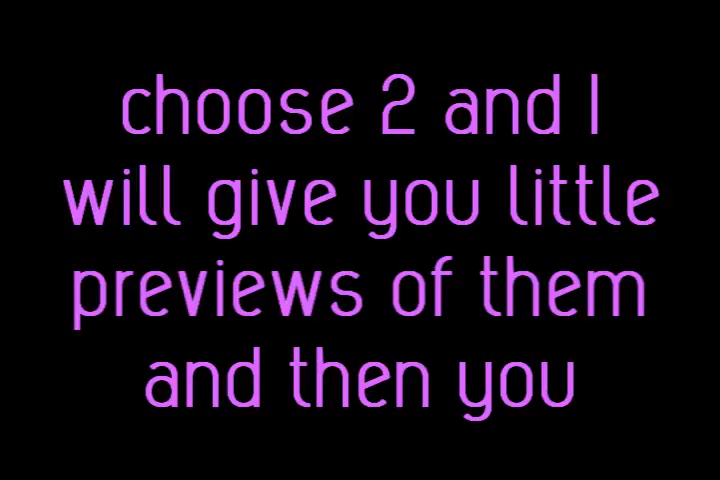 choose 2 and I
will give you little
previews of them
and then you